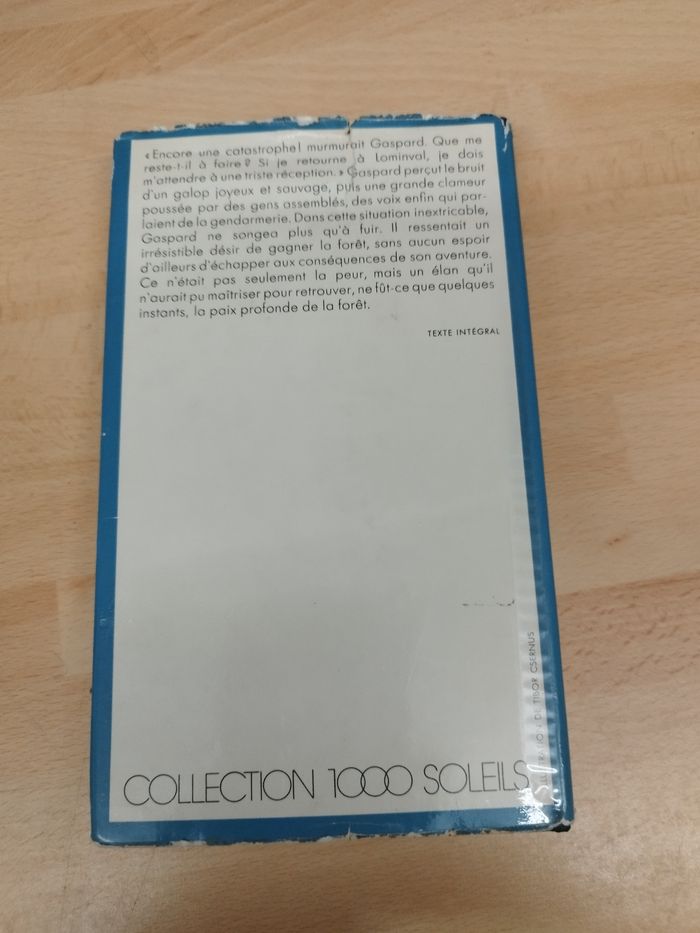 « Encore une catastrophe! murmurait Gaspard. Que me
reste-t-il à faire? Si je retourne à Lominval, je dois
m'attendre à une triste réception. » Gaspard perçut le bruit
d'un galop joyeux et sauvage, puis une grande clameur
poussée par des gens assemblés, des voix enfin qui par-
laient de la gendarmerie. Dans cette situation inextricable,
Gaspard ne songea plus qu'à fuir. Il ressentait un
irrésistible désir de gagner la forêt, sans aucun espoir
d'ailleurs d'échapper aux conséquences de son aventure.
Ce n'était pas seulement la peur, mais un élan qu'il
n'aurait pu maîtriser pour retrouver, ne fût-ce que quelques
instants, la paix profonde de la forêt.
TEXTE INTÉGRAL
ILLUSTRATION DE TIBOR CSERNUS
COLLECTION 1000 SOLEILS